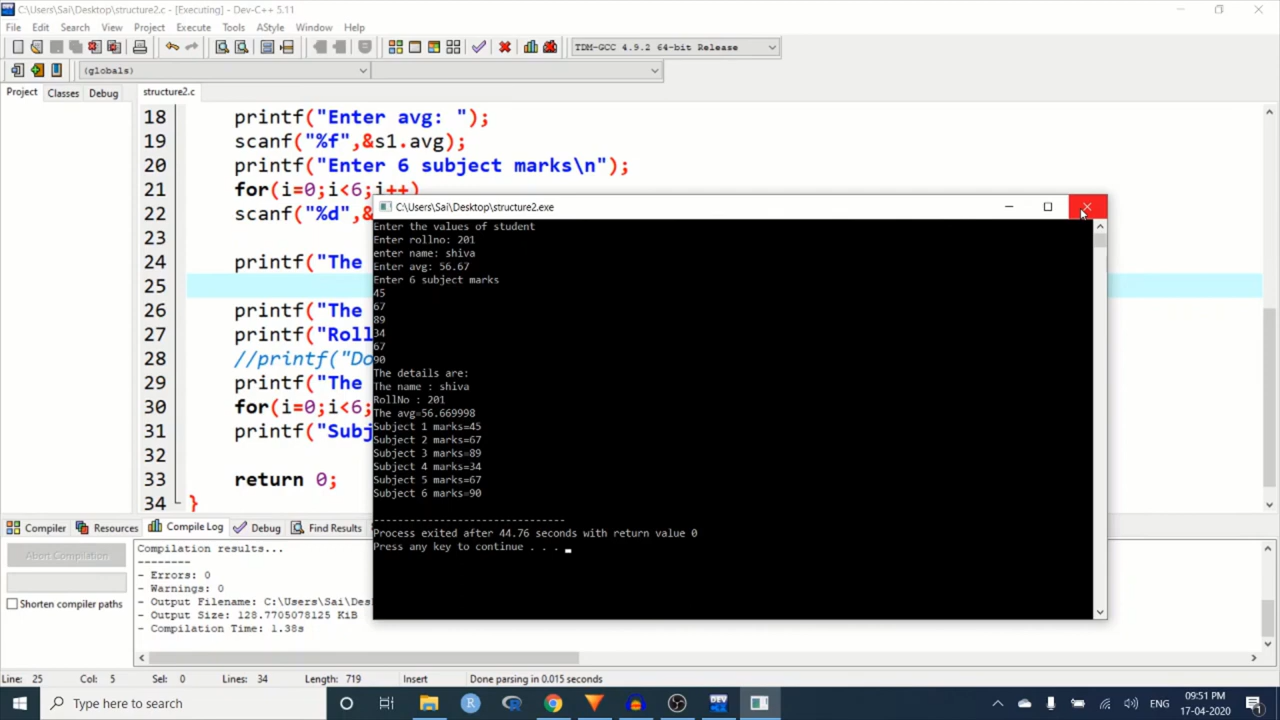 C:\Users\Sai\Desktop\structure2.c - [Executing] - Dev-C++ 5.11
File Edit Search View Project Execute Tools AStyle Window Help
TDM-GCC 4.9.2 64-bit Release
(globals)
Project Classes Debug structure2.c
18 printf("Enter avg: ");
19 scanf("%f",&s1.avg);
20 printf("Enter 6 subject marks\n");
21 for(i=0;i<6;i++)
22 scanf("%d",&
23
24 printf("The
25
26 printf("The
27 printf("Roll
28 //printf("Do
29 printf("The
30 for(i=0;i<6;
31 printf("Subj
32
33 return 0;
34 }
C:\Users\Sai\Desktop\structure2.exe
Enter the values of student
Enter rollno: 201
enter name: shiva
Enter avg: 56.67
Enter 6 subject marks
45
67
89
34
67
90
The details are:
The name : shiva
RollNo : 201
The avg=56.669998
Subject 1 marks=45
Subject 2 marks=67
Subject 3 marks=89
Subject 4 marks=34
Subject 5 marks=67
Subject 6 marks=90
--------------------------------
Process exited after 44.76 seconds with return value 0
Press any key to continue . . .
Compiler Resources Compile Log Debug Find Results
Abort Compilation
Shorten compiler paths
Compilation results...
--------
- Errors: 0
- Warnings: 0
- Output Filename: C:\Users\Sai\Des
- Output Size: 128.7705078125 KiB
- Compilation Time: 1.38s
Line: 25 Col: 5 Sel: 0 Lines: 34 Length: 719 Insert Done parsing in 0.015 seconds
Type here to search
ENG
09:51 PM
17-04-2020
1